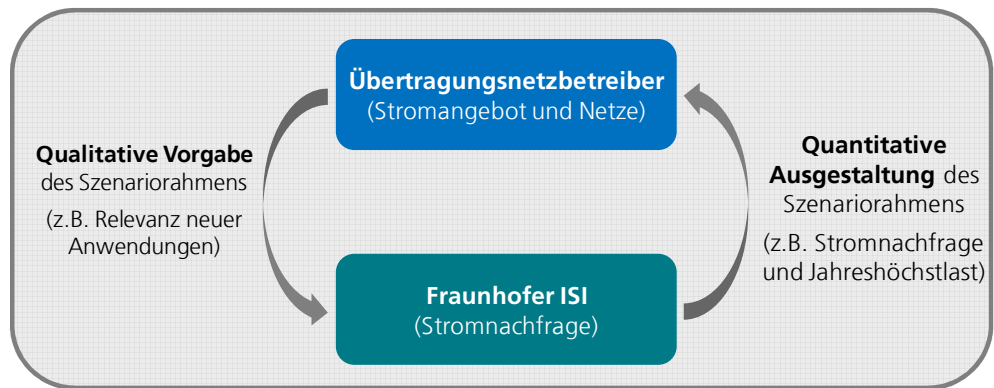 Übertragungsnetzbetreiber
(Stromangebot und Netze)
Qualitative Vorgabe
des Szenariorahmens
(z.B. Relevanz neuer
Anwendungen)
Quantitative
Ausgestaltung des
Szenariorahmens
(z.B. Stromnachfrage
und Jahreshöchstlast)
Fraunhofer ISI
(Stromnachfrage)